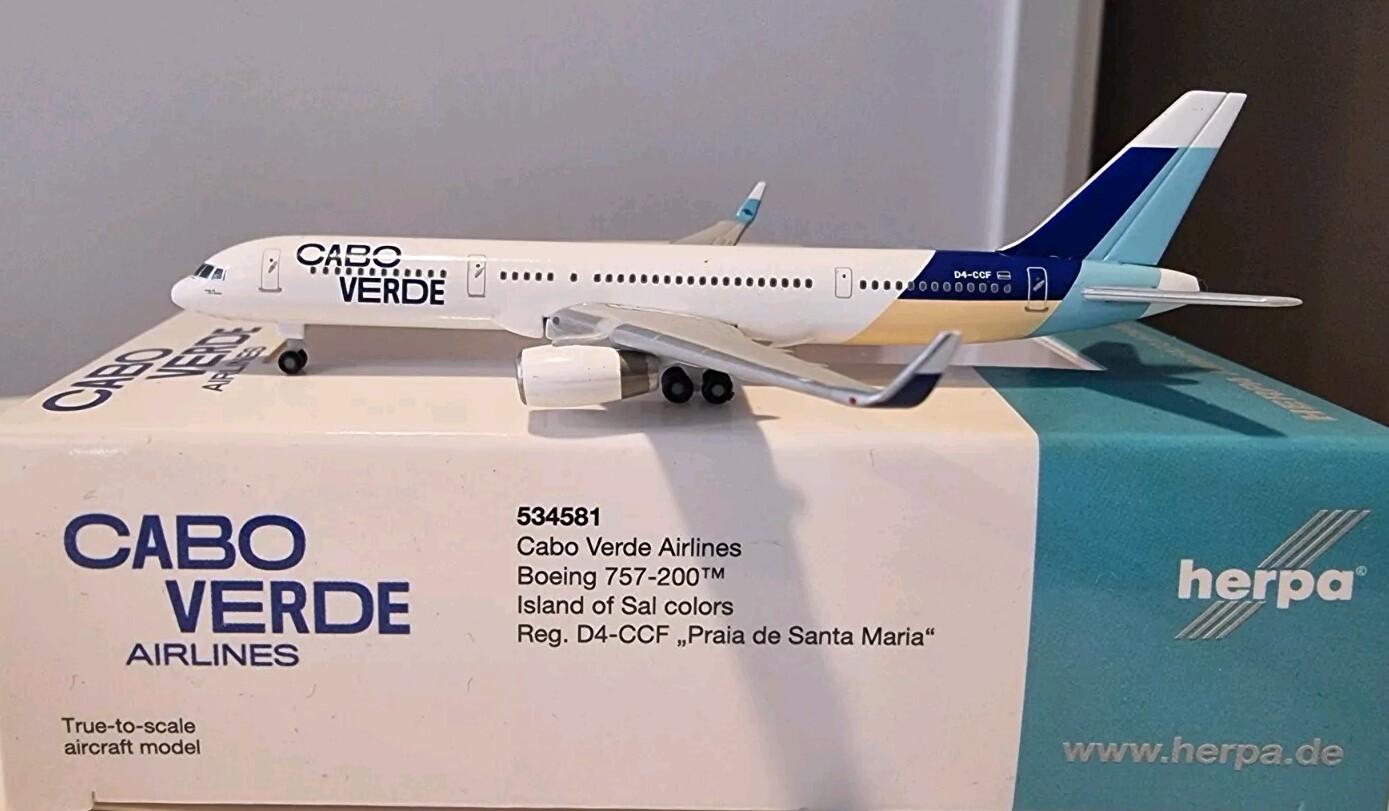 CABO
VERDE
D4-CCF
CABO
VERDE
AIRLINES
HERPA
CABO
VERDE
AIRLINES
True-to-scale
aircraft model
534581
Cabo Verde Airlines
Boeing 757-200™
Island of Sal colors
Reg. D4-CCF „Praia de Santa Maria“
herpa®
www.herpa.de